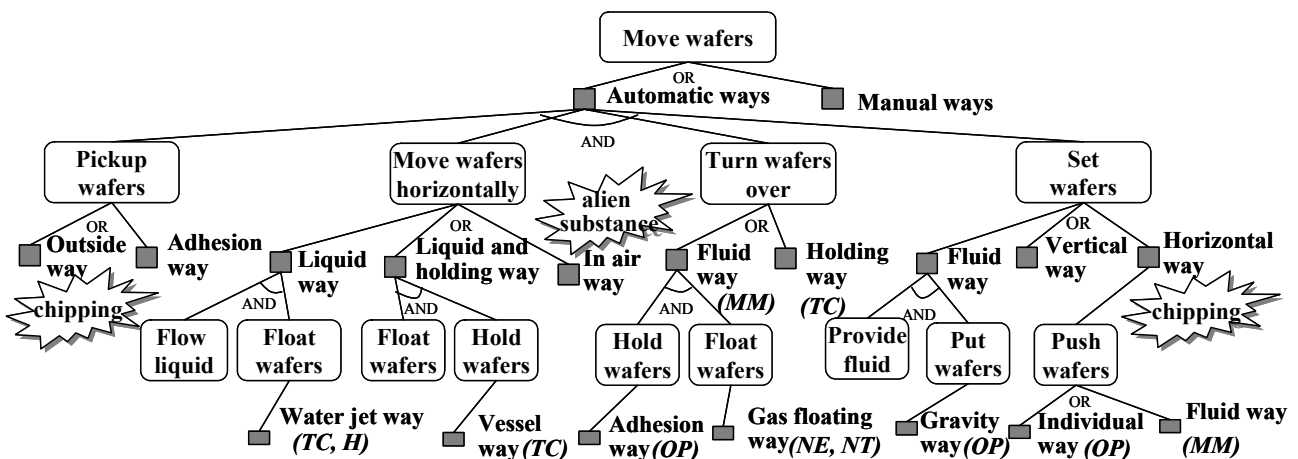 Move wafers
OR
Automatic ways
Manual ways
AND
Pickup
wafers
Move wafers
horizontally
Turn wafers
over
Set
wafers
alien
substance
OR
Outside
way
Adhesion
way
chipping
OR
Liquid
way
Liquid and
holding way
In air
way
OR
Fluid
way
(MM)
Holding
way
(TC)
OR
Fluid
way
Vertical
way
Horizontal
way
chipping
AND
Flow
liquid
Float
wafers
AND
Float
wafers
Hold
wafers
AND
Hold
wafers
Float
wafers
AND
Provide
fluid
Put
wafers
Push
wafers
Water jet way
(TC, H)
Vessel
way (TC)
Adhesion
way (OP)
Gas floating
way (NE, NT)
Gravity
way (OP)
OR
Individual
way (OP)
Fluid way
(MM)